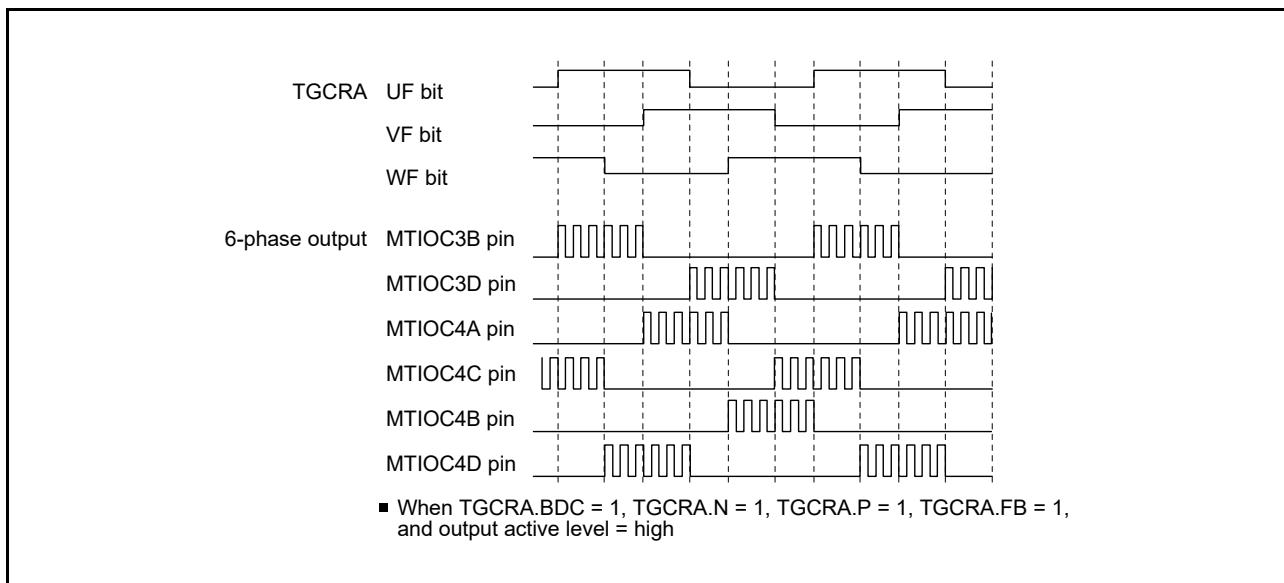 TGCRA UF bit
VF bit
WF bit
6-phase output MTIOC3B pin
MTIOC3D pin
MTIOC4A pin
MTIOC4C pin
MTIOC4B pin
MTIOC4D pin
■ When TGCRA.BDC = 1, TGCRA.N = 1, TGCRA.P = 1, TGCRA.FB = 1,
and output active level = high